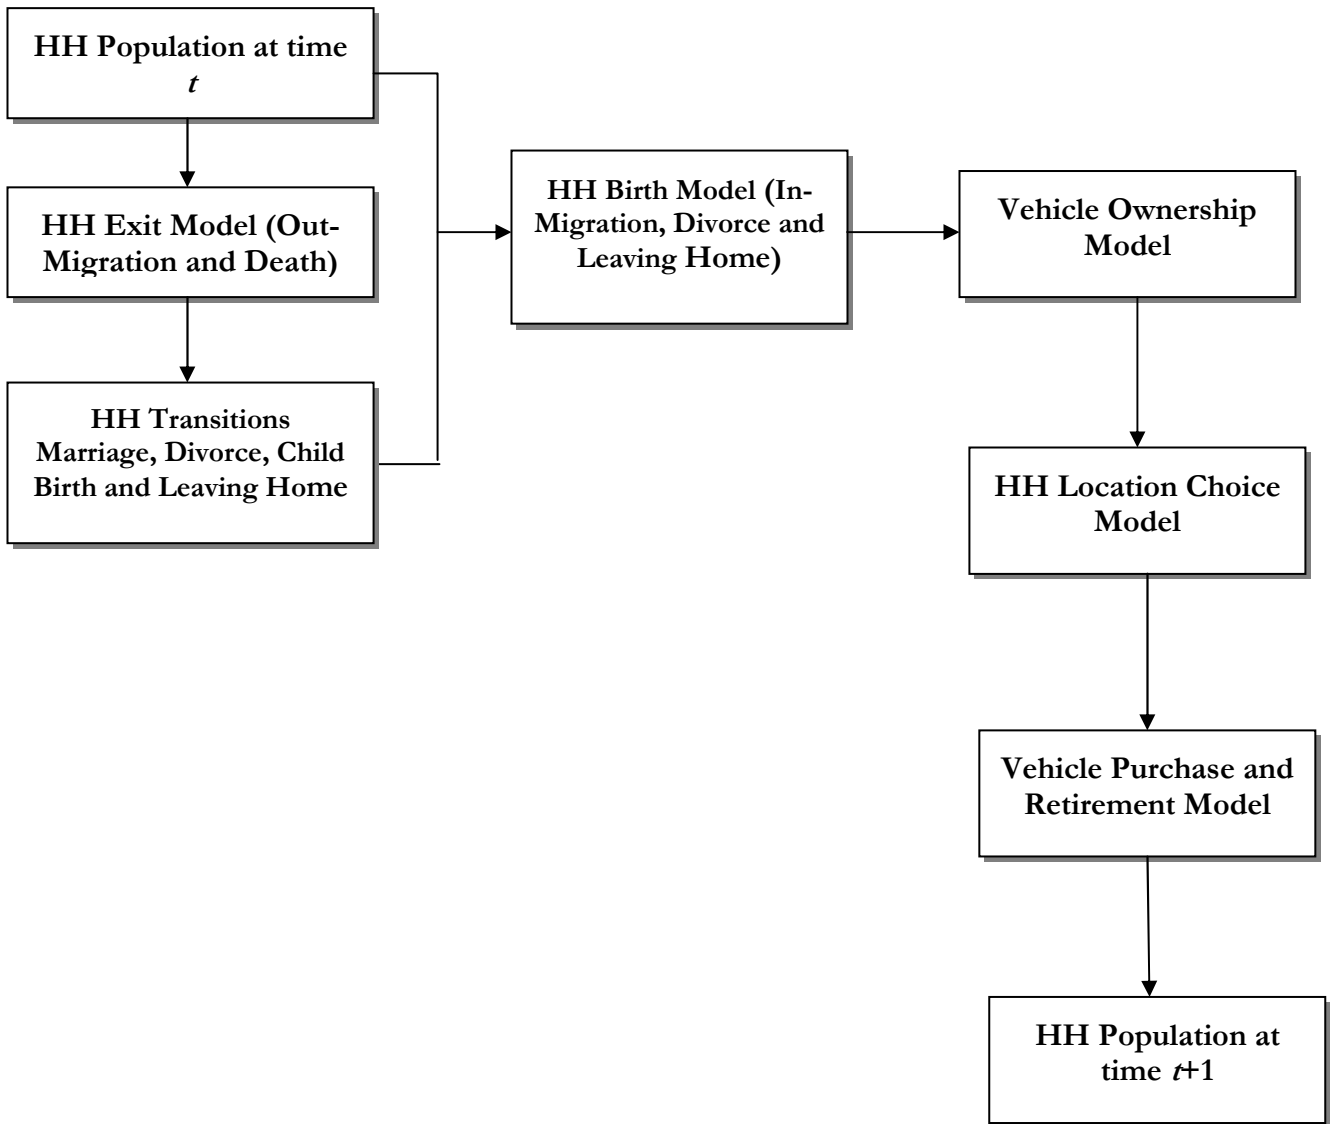 HH Population at time
t
HH Exit Model (Out-
Migration and Death)
HH Transitions
Marriage, Divorce, Child
Birth and Leaving Home
HH Birth Model (In-
Migration, Divorce and
Leaving Home)
Vehicle Ownership
Model
HH Location Choice
Model
Vehicle Purchase and
Retirement Model
HH Population at
time t+1